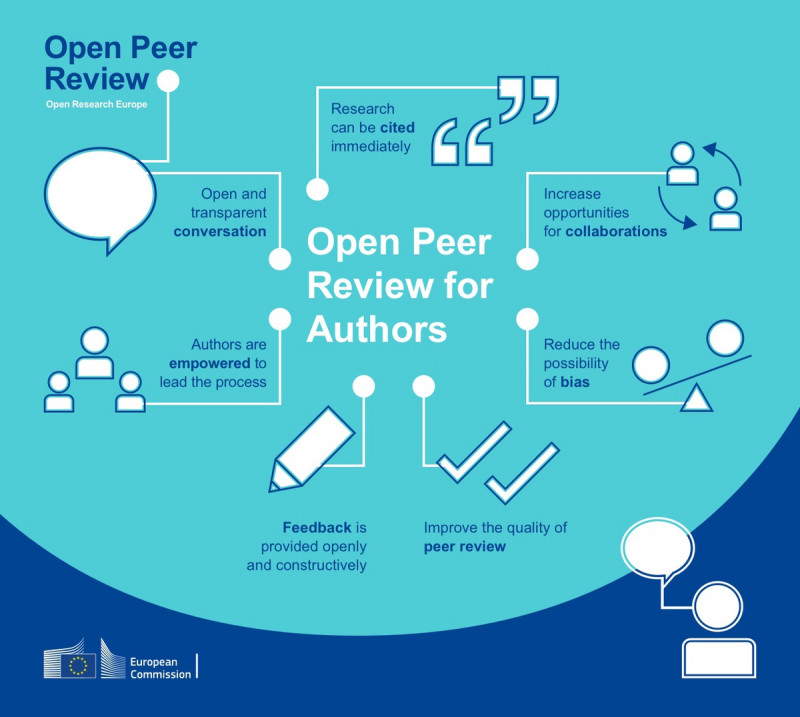 Open Peer
Review
Open Research Europe
Research
can be cited
immediately
Open and
transparent
conversation
Increase
opportunities
for collaborations
Open Peer
Review for
Authors
Authors are
empowered to
lead the process
Reduce the
possibility
of bias
Feedback is
provided openly
and constructively
Improve the quality of
peer review
European
Commission